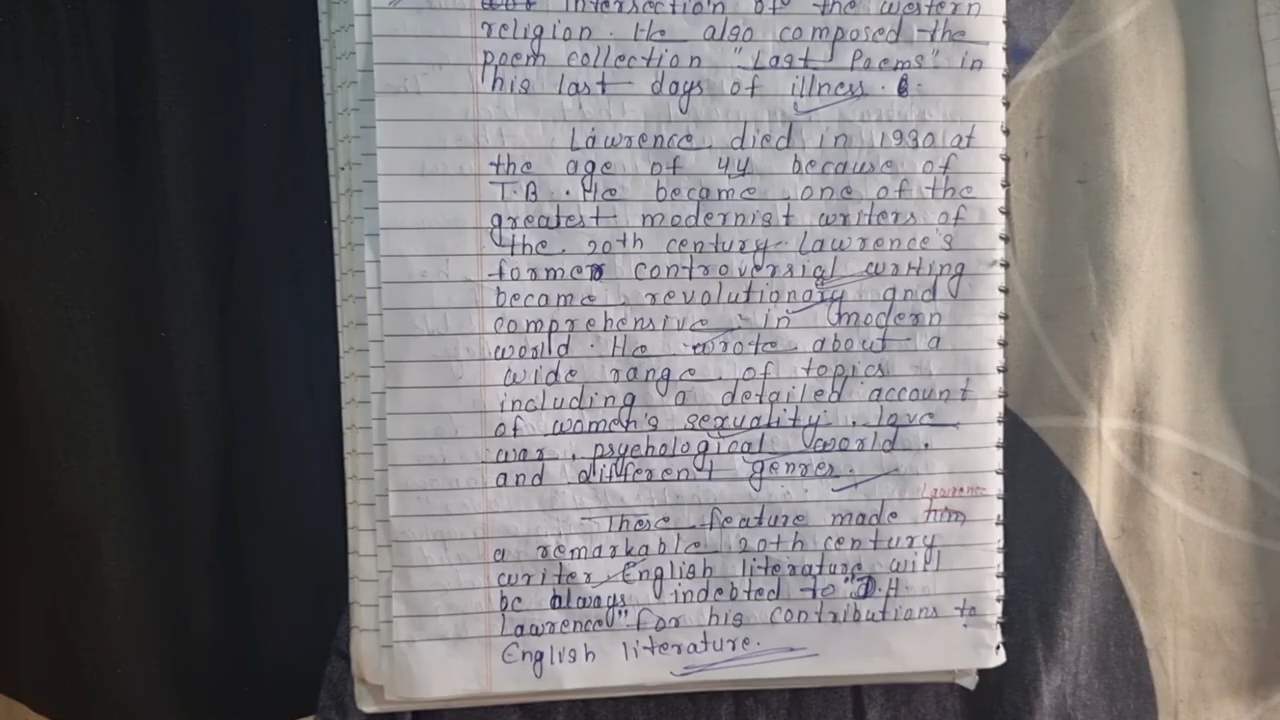 intersection of the western
religion. He also composed the
poem collection "Last Poems" in
his last days of illness.
Lawrence died in 1930 at
the age of 44 because of
T.B. He became one of the
greatest modernist writers of
the 20th century. Lawrence's
former controversial writing
became revolutionary and
comprehensive in modern
world. He wrote about a
wide range of topics
including a detailed account
of women's sexuality, love
war, psychological world,
and different genres.
Lawrence
These feature made him
a remarkable 20th century
writer. English literature will
be always indebted to "D.H.
Lawrence" for his contributions to
English literature.